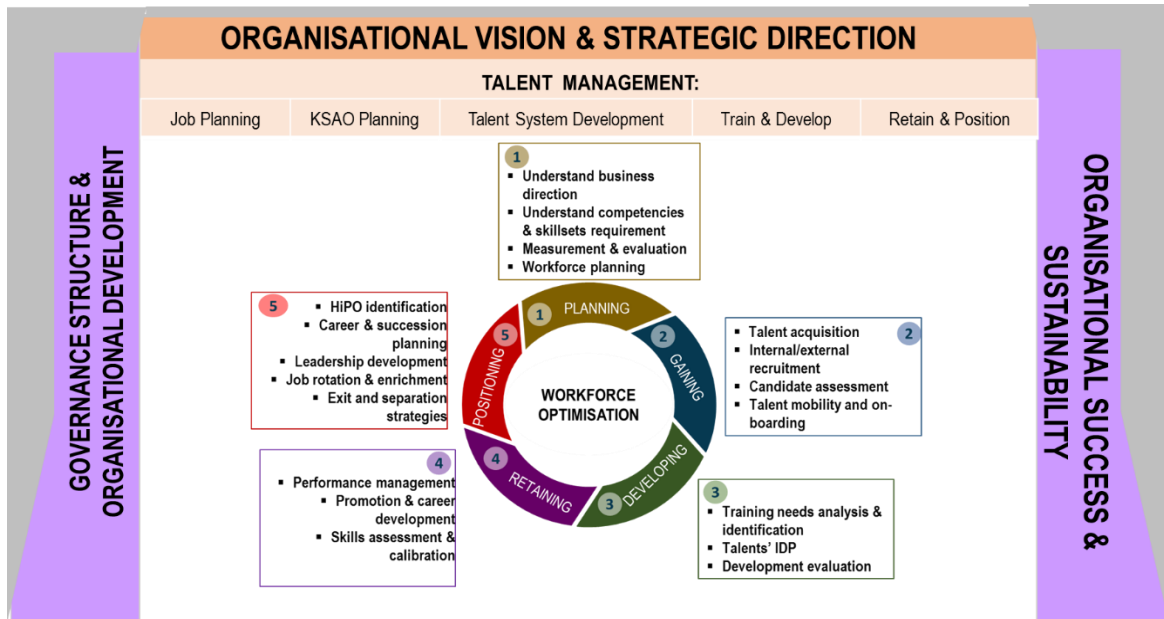 ORGANISATIONAL VISION & STRATEGIC DIRECTION
TALENT MANAGEMENT:
Job Planning
KSAO Planning
Talent System Development
Train & Develop
Retain & Position
GOVERNANCE STRUCTURE &
ORGANISATIONAL DEVELOPMENT
1
▪ Understand business
direction
▪ Understand competencies
& skillsets requirement
▪ Measurement & evaluation
▪ Workforce planning
5
▪ HiPO identification
▪ Career & succession
planning
▪ Leadership development
▪ Job rotation & enrichment
▪ Exit and separation
strategies
1 PLANNING
2 GAINING
3 DEVELOPING
4 RETAINING
5 POSITIONING
WORKFORCE
OPTIMISATION
2
▪ Talent acquisition
▪ Internal/external
recruitment
▪ Candidate assessment
▪ Talent mobility and on-
boarding
4
▪ Performance management
▪ Promotion & career
development
▪ Skills assessment &
calibration
3
▪ Training needs analysis &
identification
▪ Talents' IDP
▪ Development evaluation
ORGANISATIONAL SUCCESS &
SUSTAINABILITY